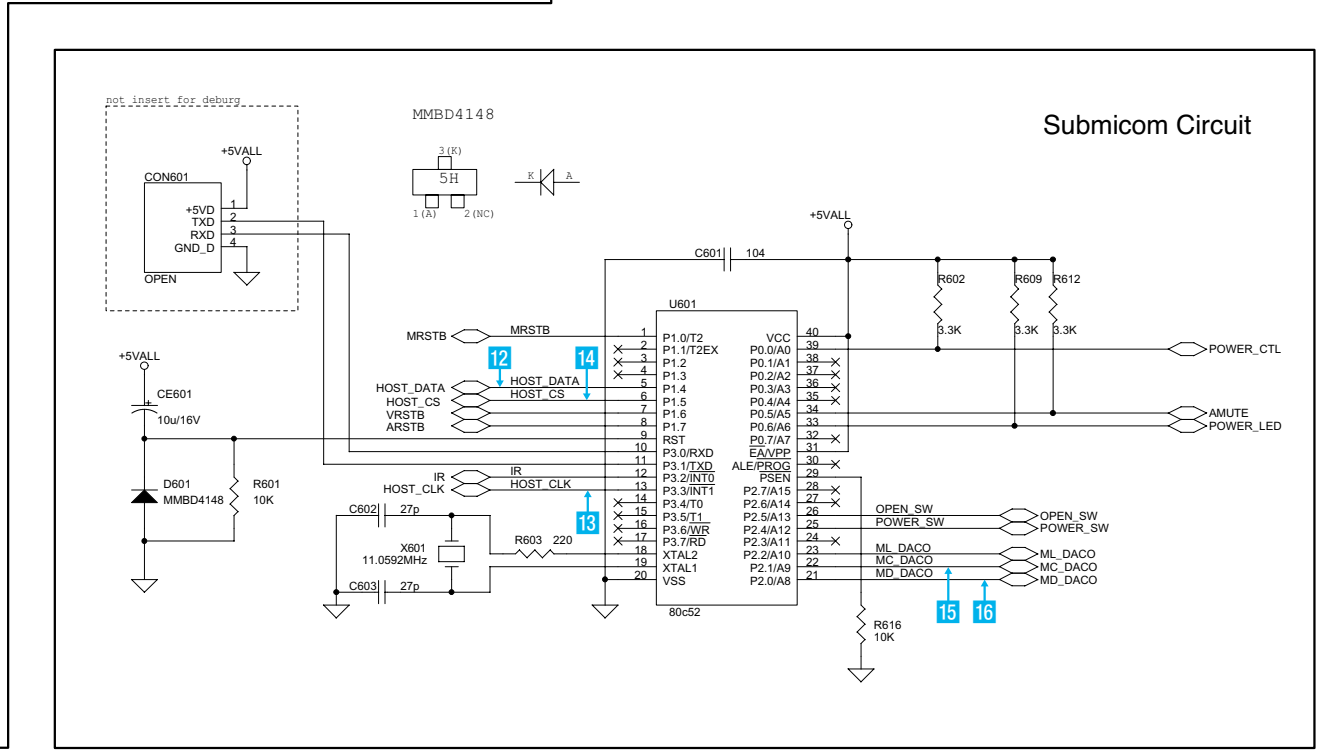 not insert for deburg
MMBD4148
Submicom Circuit
3(K)
5H
1(A) 2(NC)
K A
+5VALL
CON601
+5VD 1
TXD 2
RXD 3
GND_D 4
OPEN
+5VALL
C601 104
R602 R609 R612
3.3K 3.3K 3.3K
U601
MRSTB MRSTB 1 P1.0/T2
2 P1.1/T2EX
3 P1.2
4 P1.3
12 14
HOST_DATA HOST_DATA 5 P1.4
HOST_CS HOST_CS 6 P1.5
VRSTB 7 P1.6
ARSTB 8 P1.7
9 RST
10 P3.0/RXD
11 P3.1/TXD
IR IR 12 P3.2/INT0
HOST_CLK HOST_CLK 13 P3.3/INT1
13
14 P3.4/T0
15 P3.5/T1
16 P3.6/WR
17 P3.7/RD
18 XTAL2
19 XTAL1
20 VSS
VCC 40
P0.0/A0 39 POWER_CTL
P0.1/A1 38
P0.2/A2 37
P0.3/A3 36
P0.4/A4 35
P0.5/A5 34 AMUTE
P0.6/A6 33 POWER_LED
P0.7/A7 32
EA/VPP 31
ALE/PROG 30
PSEN 29
P2.7/A15 28
P2.6/A14 27
P2.5/A13 26 OPEN_SW OPEN_SW
P2.4/A12 25 POWER_SW POWER_SW
P2.3/A11 24
P2.2/A10 23 ML_DACO ML_DACO
P2.1/A9 22 MC_DACO MC_DACO
P2.0/A8 21 MD_DACO MD_DACO
15 16
80c52
R616
10K
+5VALL
CE601
+
10u/16V
D601
MMBD4148
R601
10K
C602 27p
X601
11.0592MHz
R603 220
C603 27p